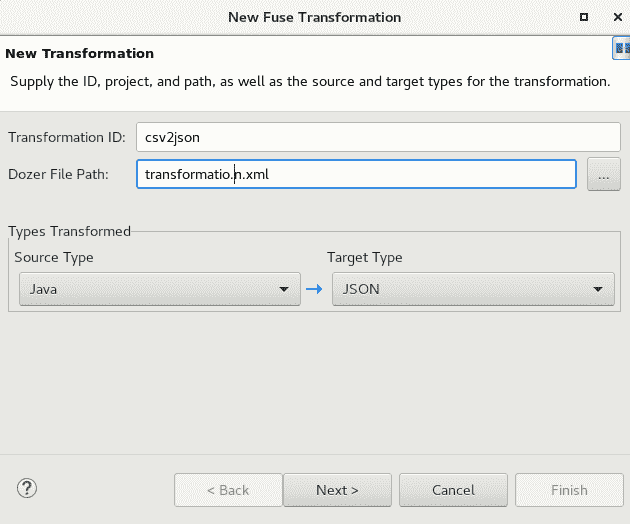 New Fuse Transformation
New Transformation
Supply the ID, project, and path, as well as the source and target types for the transformation.
Transformation ID: csv2json
Dozer File Path: transformatio.n.xml ...
Types Transformed
Source Type Target Type
Java JSON
? < Back Next > Cancel Finish